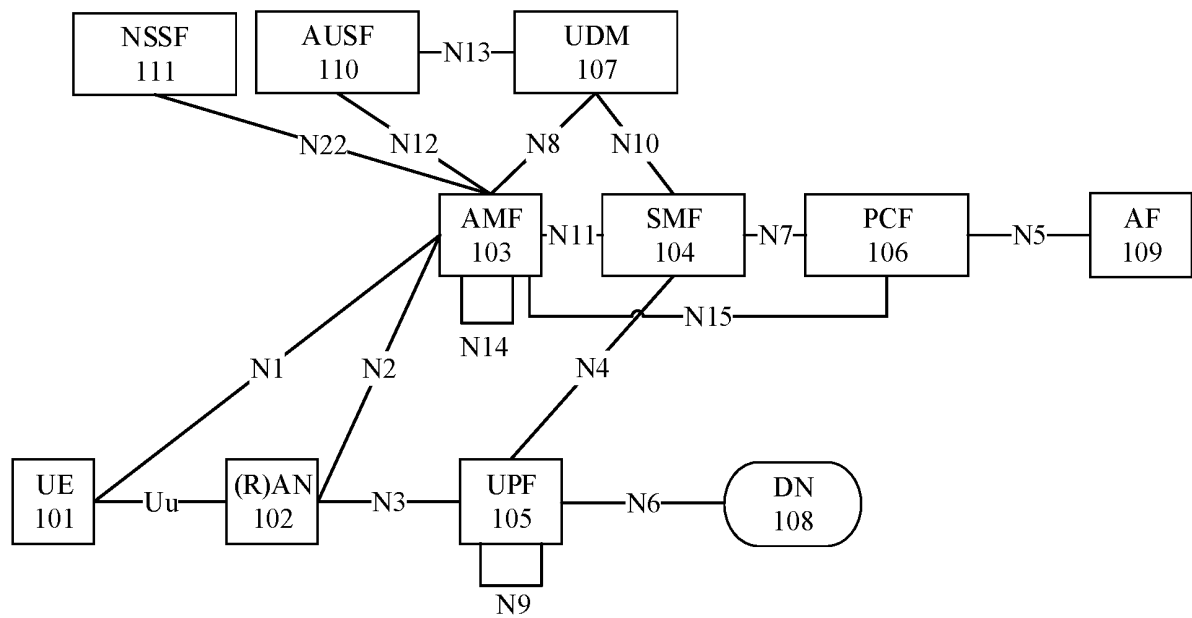 NSSF
111
AUSF
110
N13
UDM
107
N22
N12
N8
N10
AMF
103
N11
SMF
104
N7
PCF
106
N5
AF
109
N15
N14
N1
N2
N4
UE
101
Uu
(R)AN
102
N3
UPF
105
N6
DN
108
N9